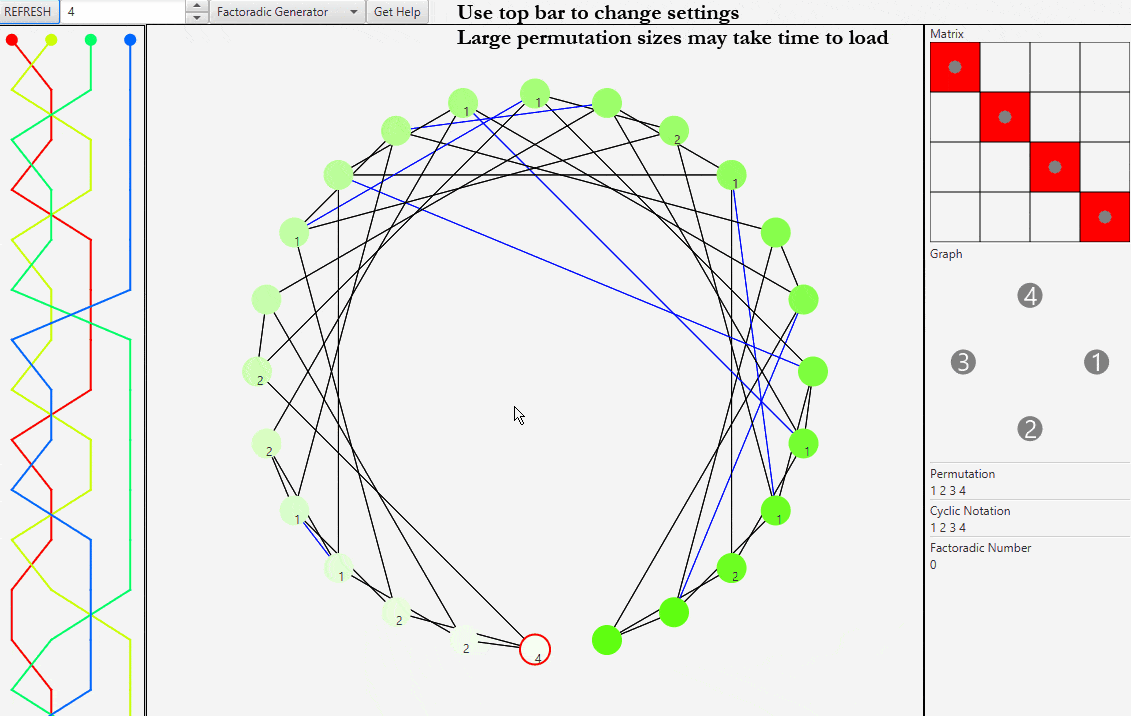 REFRESH 4 Factoradic Generator Get Help
Use top bar to change settings
Large permutation sizes may take time to load
Matrix
1
1
2
1
1
Graph
4
2
3
1
2
2
1
1
1
1
2
2
2
4
Permutation
1 2 3 4
Cyclic Notation
1 2 3 4
Factoradic Number
0